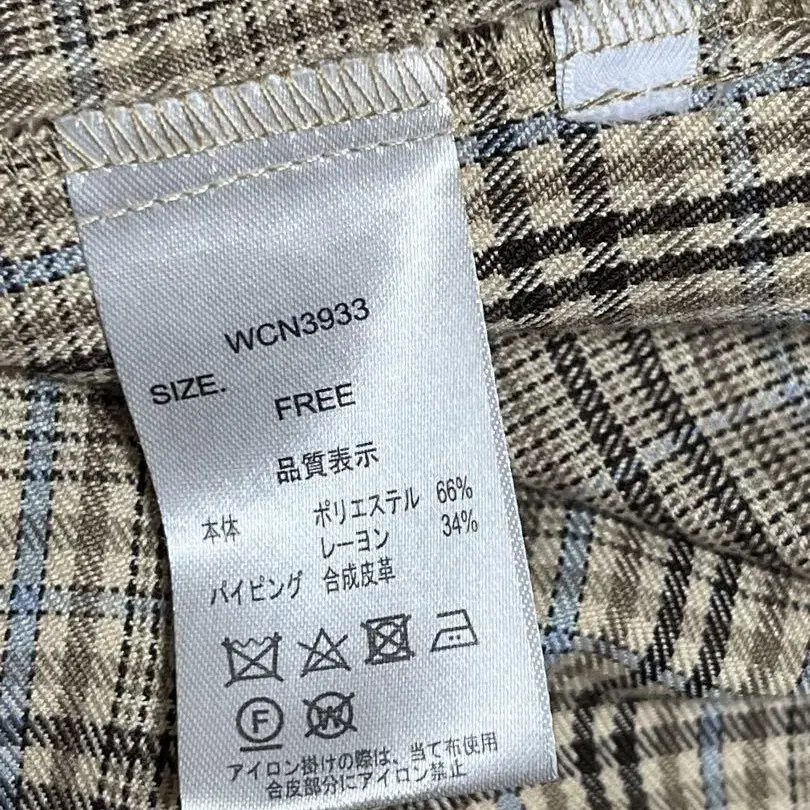 WCN3933
SIZE.
FREE
品質表示
本体 ポリエステル 66%
レーヨン 34%
パイピング 合成皮革
F W
アイロン掛けの際は、当て布使用
合皮部分にアイロン禁止